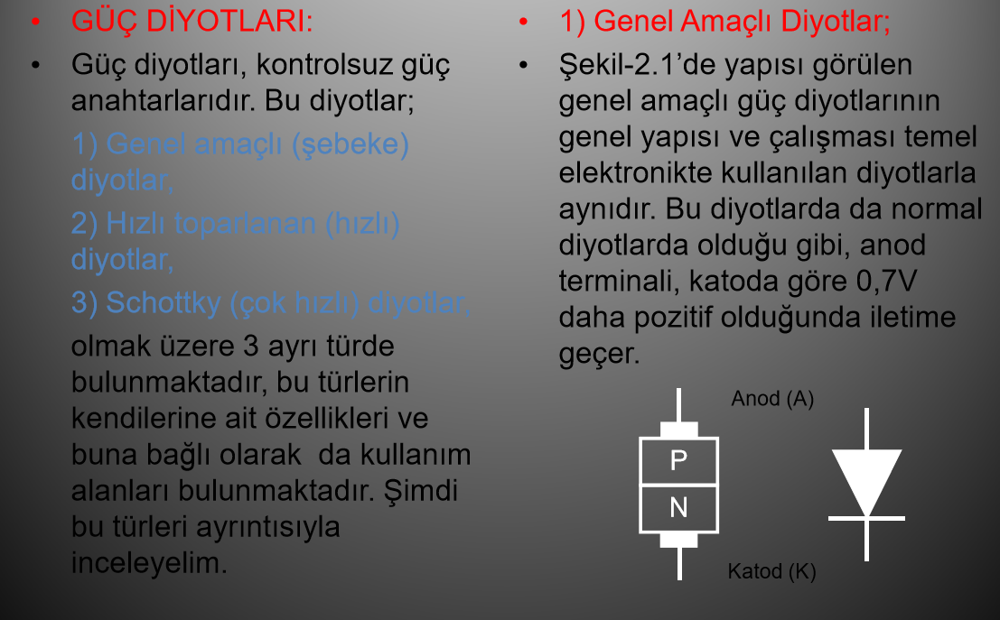 • GÜÇ DİYOTLARI:
• Güç diyotları, kontrolsuz güç
anahtarlarıdır. Bu diyotlar;
1) Genel amaçlı (şebeke)
diyotlar,
2) Hızlı toparlanan (hızlı)
diyotlar,
3) Schottky (çok hızlı) diyotlar,
olmak üzere 3 ayrı türde
bulunmaktadır, bu türlerin
kendilerine ait özellikleri ve
buna bağlı olarak da kullanım
alanları bulunmaktadır. Şimdi
bu türleri ayrıntısıyla
inceleyelim.
• 1) Genel Amaçlı Diyotlar;
• Şekil-2.1’de yapısı görülen
genel amaçlı güç diyotlarının
genel yapısı ve çalışması temel
elektronikte kullanılan diyotlarla
aynıdır. Bu diyotlarda da normal
diyotlarda olduğu gibi, anod
terminali, katoda göre 0,7V
daha pozitif olduğunda iletime
geçer.
Anod (A)
P
N
Katod (K)